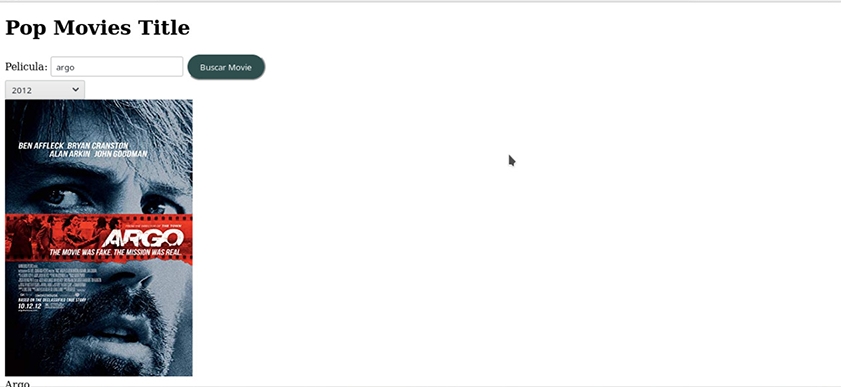 Pop Movies Title
Pelicula: argo Buscar Movie
2012
BEN AFFLECK BRYAN CRANSTON
ALAN ARKIN JOHN GOODMAN
ARGO
THE MOVIE WAS FAKE. THE MISSION WAS REAL.
BASED ON THE DECLASSIFIED TRUE STORY
10.12.12
Argo